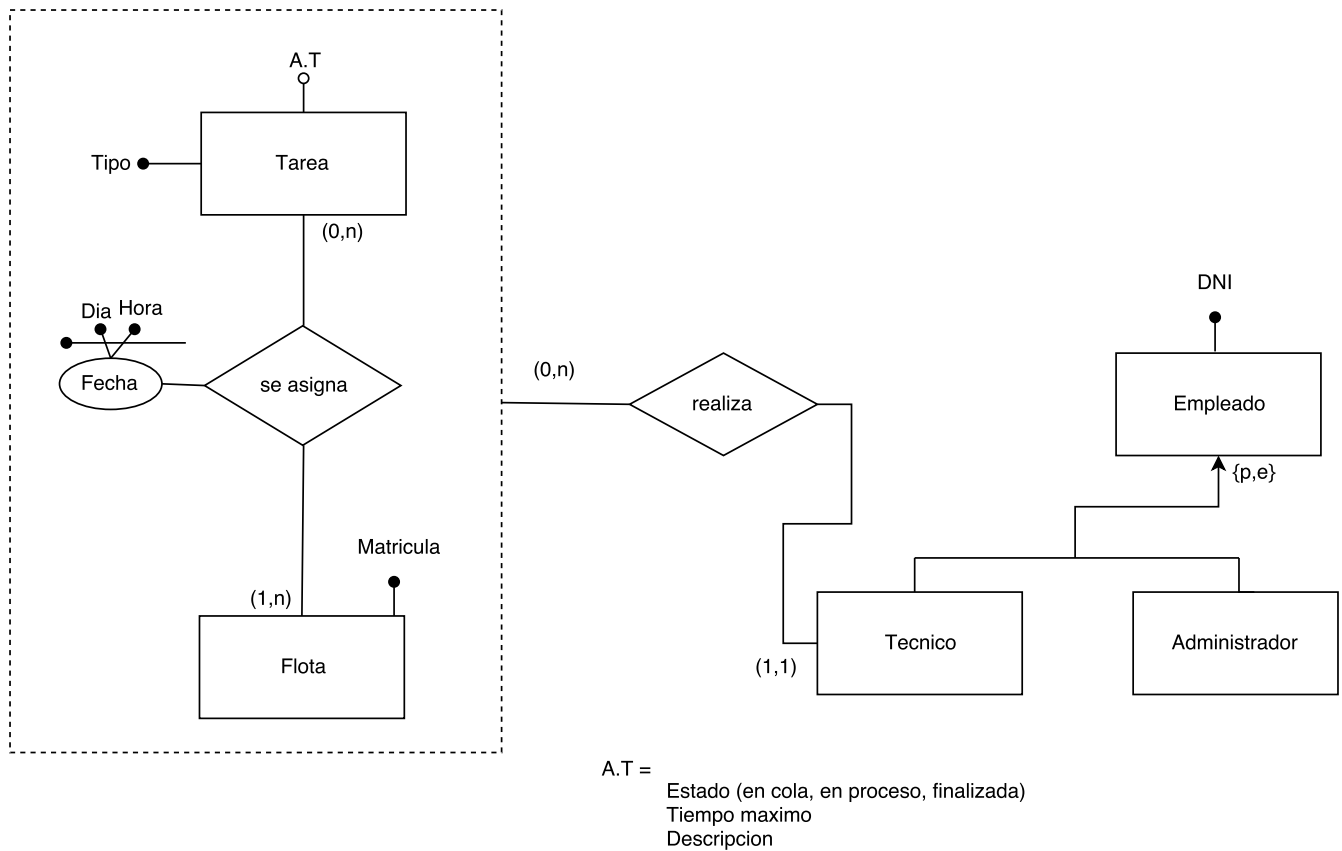 A.T
Tipo
Tarea
(0,n)
Dia
Hora
Fecha
se asigna
(1,n)
Matricula
Flota
(0,n)
realiza
(1,1)
DNI
Empleado
{p,e}
Tecnico
Administrador
A.T =
Estado (en cola, en proceso, finalizada)
Tiempo maximo
Descripcion